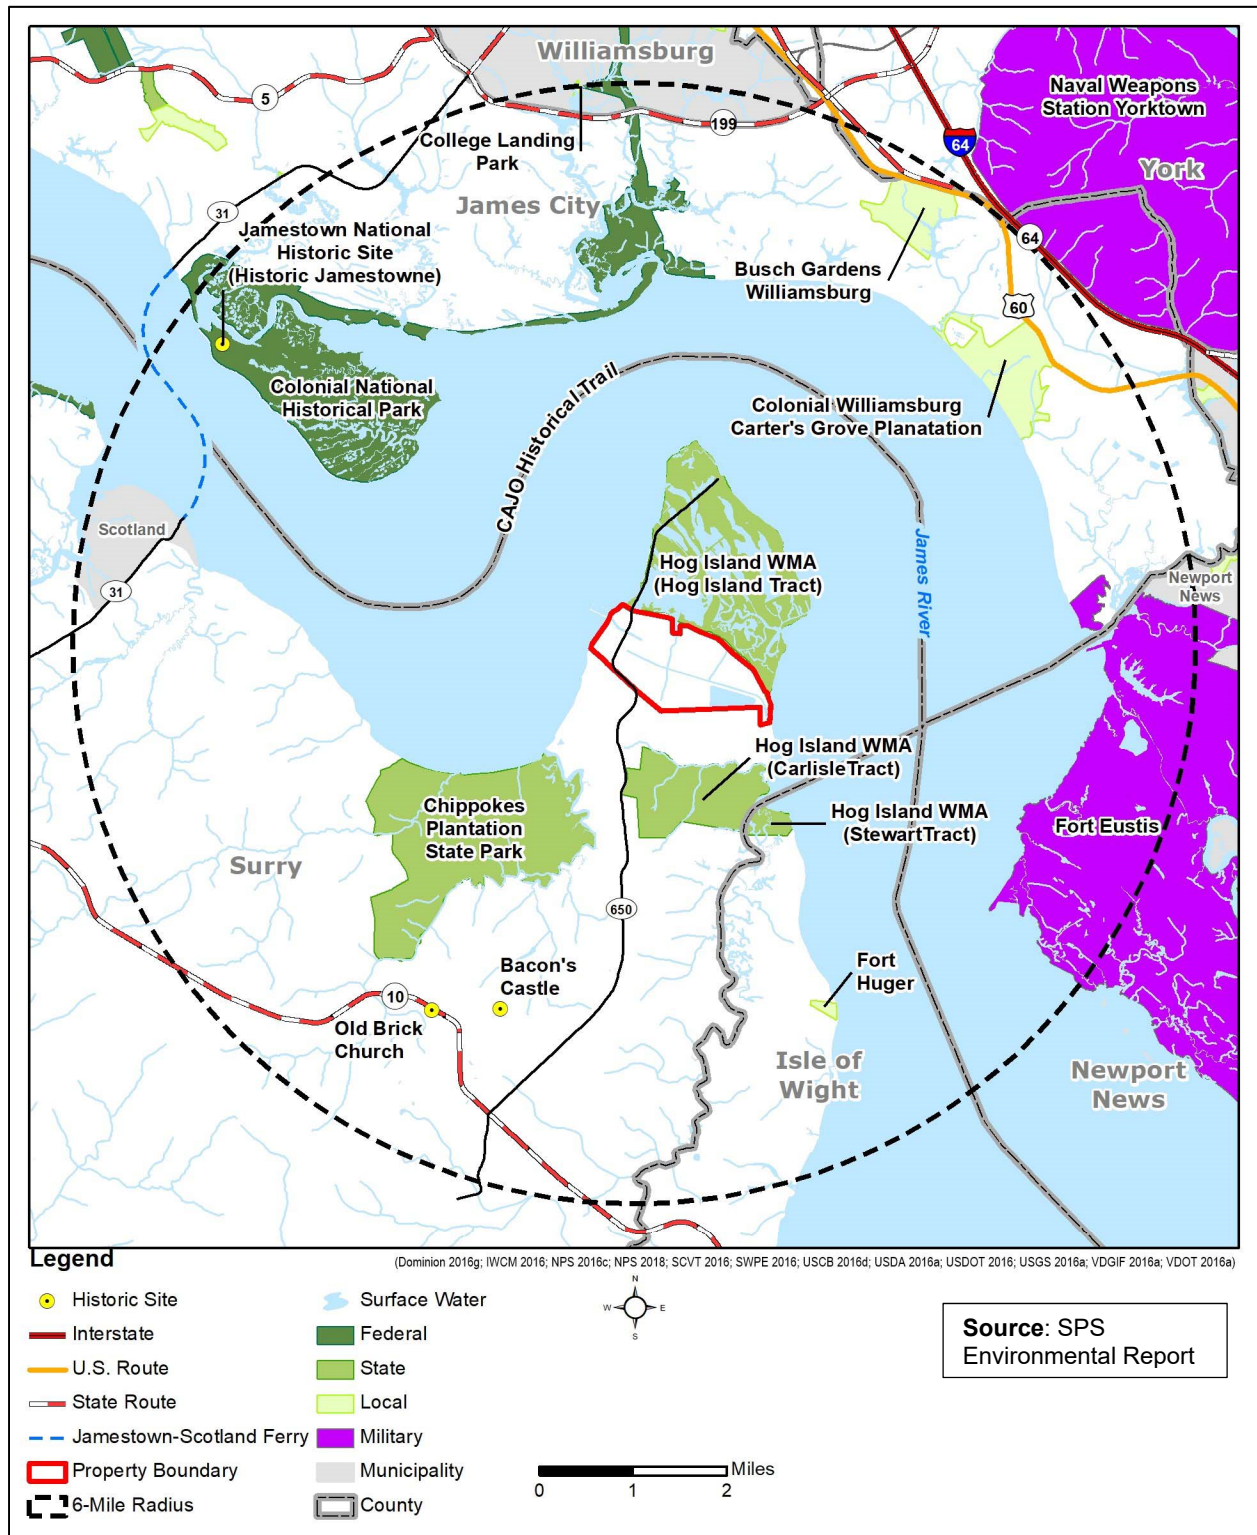 Williamsburg
Naval Weapons
Station Yorktown
5
199
64
College Landing
Park
York
James City
31
Jamestown National
Historic Site
(Historic Jamestowne)
64
Busch Gardens
Williamsburg
60
Colonial National
Historical Park
CAJO Historical Trail
Colonial Williamsburg
Carter's Grove Planatation
Scotland
James River
Hog Island WMA
(Hog Island Tract)
31
Newport
News
Hog Island WMA
(CarlisleTract)
Chippokes
Plantation
State Park
Hog Island WMA
(StewartTract)
Fort Eustis
Surry
650
Bacon's
Castle
Fort
Huger
10
Old Brick
Church
Isle of
Wight
Newport
News
Legend
(Dominion 2016g; IWCM 2016; NPS 2016c; NPS 2018; SCVT 2016; SWPE 2016; USCB 2016d; USDA 2016a; USDOT 2016; USGS 2016a; VDGIF 2016a; VDOT 2016a)
Historic Site
Interstate
U.S. Route
State Route
Jamestown-Scotland Ferry
Property Boundary
6-Mile Radius
Surface Water
Federal
State
Local
Military
Municipality
County
N
W E
S
Miles
0 1 2
Source: SPS
Environmental Report